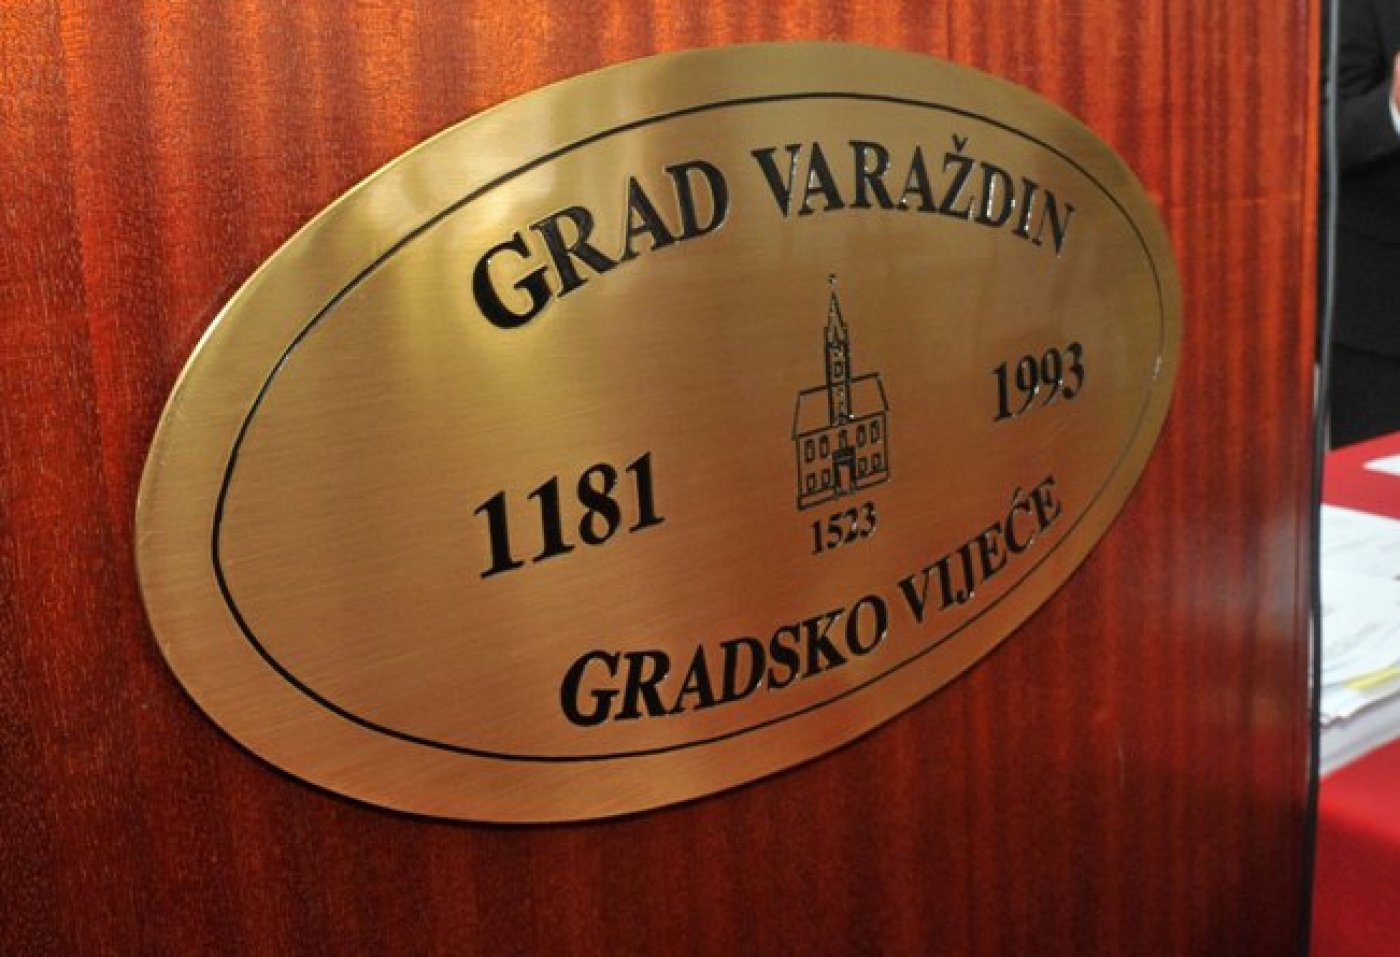 GRAD VARAŽDIN
1181
1993
1523
GRADSKO VIJEĆE